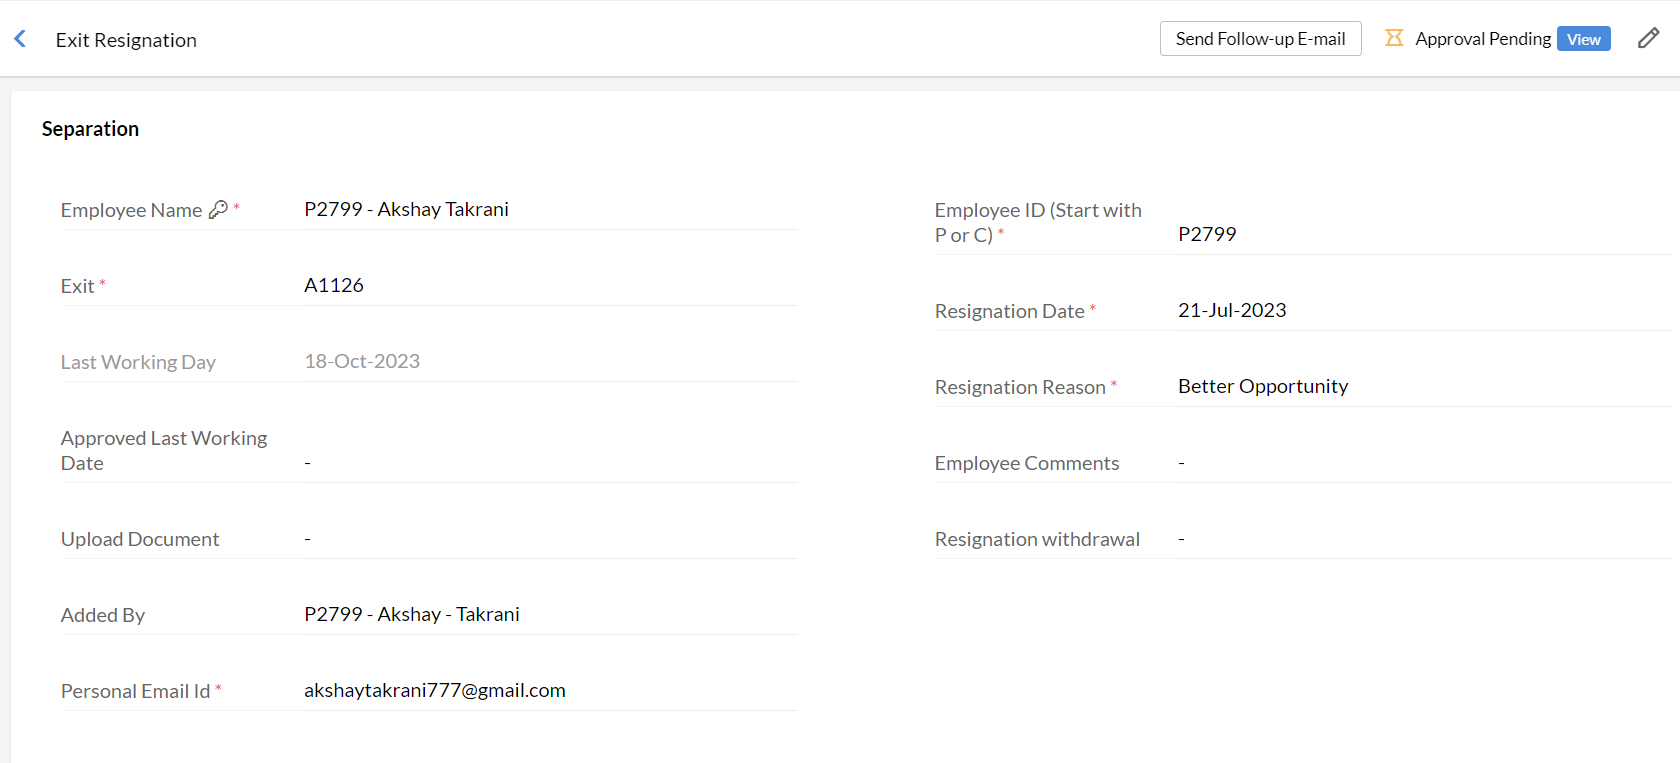 Exit Resignation
Send Follow-up E-mail
Approval Pending
View
Separation
Employee Name *
P2799 - Akshay Takrani
Exit *
A1126
Last Working Day
18-Oct-2023
Approved Last Working
Date
-
Upload Document
-
Added By
P2799 - Akshay - Takrani
Personal Email Id *
akshaytakrani777@gmail.com
Employee ID (Start with
P or C) *
P2799
Resignation Date *
21-Jul-2023
Resignation Reason *
Better Opportunity
Employee Comments
-
Resignation withdrawal
-